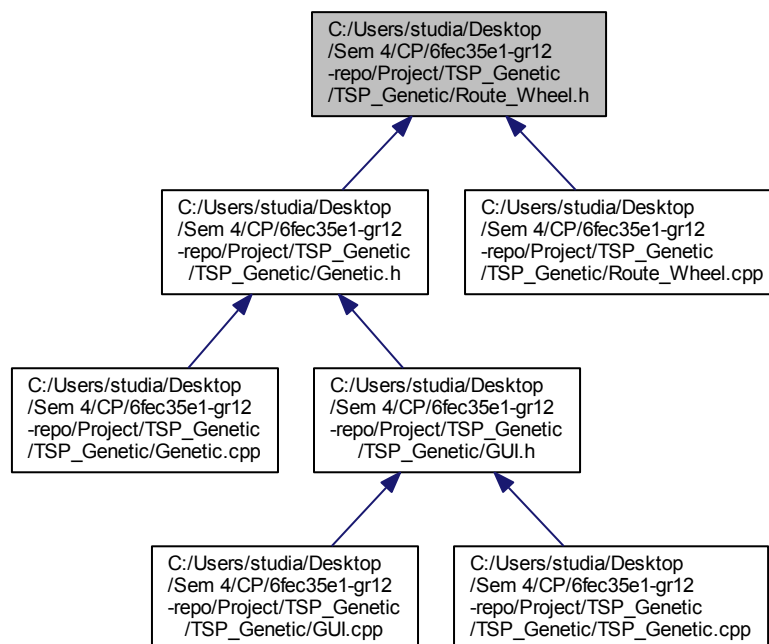 C:/Users/studia/Desktop
/Sem 4/CP/6fec35e1-gr12
-repo/Project/TSP_Genetic
/TSP_Genetic/Route_Wheel.h
C:/Users/studia/Desktop
/Sem 4/CP/6fec35e1-gr12
-repo/Project/TSP_Genetic
/TSP_Genetic/Genetic.h
C:/Users/studia/Desktop
/Sem 4/CP/6fec35e1-gr12
-repo/Project/TSP_Genetic
/TSP_Genetic/Route_Wheel.cpp
C:/Users/studia/Desktop
/Sem 4/CP/6fec35e1-gr12
-repo/Project/TSP_Genetic
/TSP_Genetic/Genetic.cpp
C:/Users/studia/Desktop
/Sem 4/CP/6fec35e1-gr12
-repo/Project/TSP_Genetic
/TSP_Genetic/GUI.h
C:/Users/studia/Desktop
/Sem 4/CP/6fec35e1-gr12
-repo/Project/TSP_Genetic
/TSP_Genetic/GUI.cpp
C:/Users/studia/Desktop
/Sem 4/CP/6fec35e1-gr12
-repo/Project/TSP_Genetic
/TSP_Genetic/TSP_Genetic.cpp